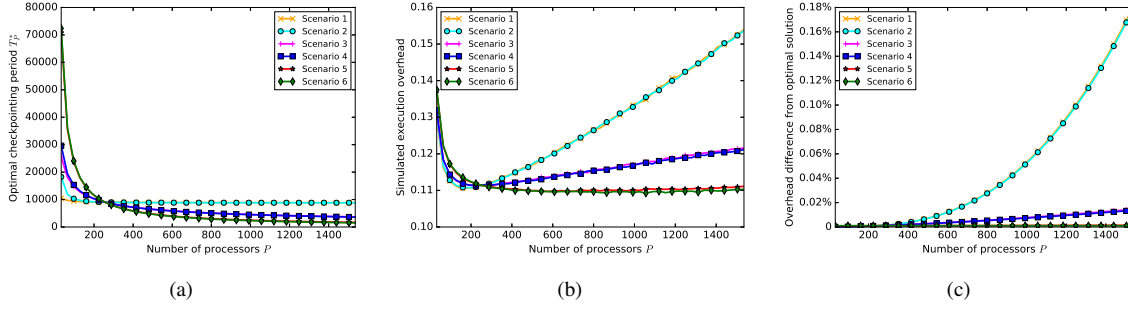 80000
70000
60000
50000
40000
30000
20000
10000
0
200 400 600 800 1000 1200 1400
Optimal checkpointing period T*P
Number of processors P
Scenario 1
Scenario 2
Scenario 3
Scenario 4
Scenario 5
Scenario 6
(a)
0.16
0.15
0.14
0.13
0.12
0.11
0.10
200 400 600 800 1000 1200 1400
Simulated execution overhead
Number of processors P
Scenario 1
Scenario 2
Scenario 3
Scenario 4
Scenario 5
Scenario 6
(b)
0.18%
0.16%
0.14%
0.12%
0.10%
0.08%
0.06%
0.04%
0.02%
0
200 400 600 800 1000 1200 1400
Overhead difference from optimal solution
Number of processors P
Scenario 1
Scenario 2
Scenario 3
Scenario 4
Scenario 5
Scenario 6
(c)